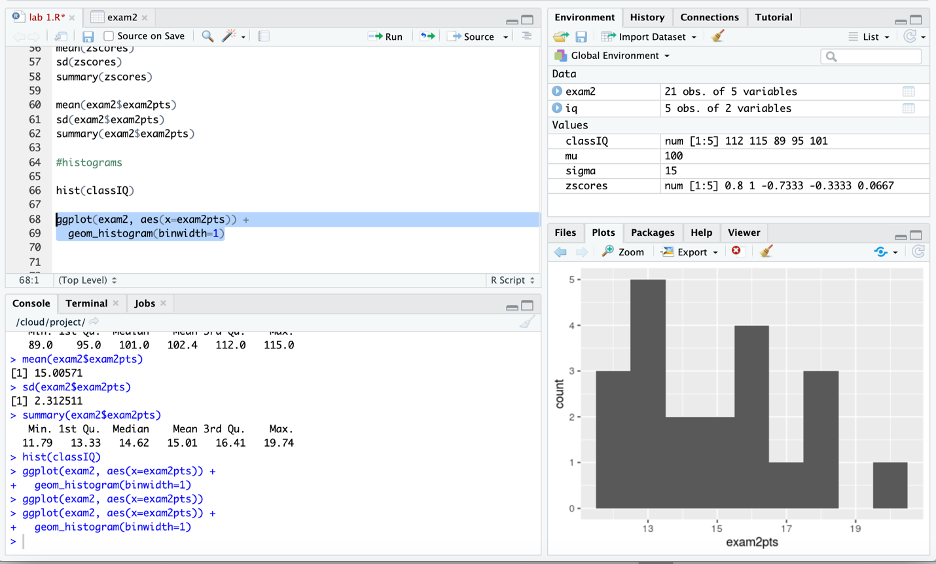 lab 1.R* × exam2 ×
Source on Save Run Source
56 mean(zscores)
57 sd(zscores)
58 summary(zscores)
59
60 mean(exam2$exam2pts)
61 sd(exam2$exam2pts)
62 summary(exam2$exam2pts)
63
64 #histograms
65
66 hist(classIQ)
67
68 ggplot(exam2, aes(x=exam2pts)) +
69 geom_histogram(binwidth=1)
70
71
68:1 (Top Level) R Script
Console Terminal × Jobs ×
/cloud/project/
Min. 1st Qu. Median Mean 3rd Qu. Max.
89.0 95.0 101.0 102.4 112.0 115.0
> mean(exam2$exam2pts)
[1] 15.00571
> sd(exam2$exam2pts)
[1] 2.312511
> summary(exam2$exam2pts)
Min. 1st Qu. Median Mean 3rd Qu. Max.
11.79 13.33 14.62 15.01 16.41 19.74
> hist(classIQ)
> ggplot(exam2, aes(x=exam2pts)) +
+ geom_histogram(binwidth=1)
> ggplot(exam2, aes(x=exam2pts))
> ggplot(exam2, aes(x=exam2pts)) +
+ geom_histogram(binwidth=1)
>
Environment History Connections Tutorial
Import Dataset List
Global Environment
Data
exam2 21 obs. of 5 variables
iq 5 obs. of 2 variables
Values
classIQ num [1:5] 112 115 89 95 101
mu 100
sigma 15
zscores num [1:5] 0.8 1 -0.7333 -0.3333 0.0667
Files Plots Packages Help Viewer
Zoom Export
5
4
3
2
1
0
count
13 15 17 19
exam2pts